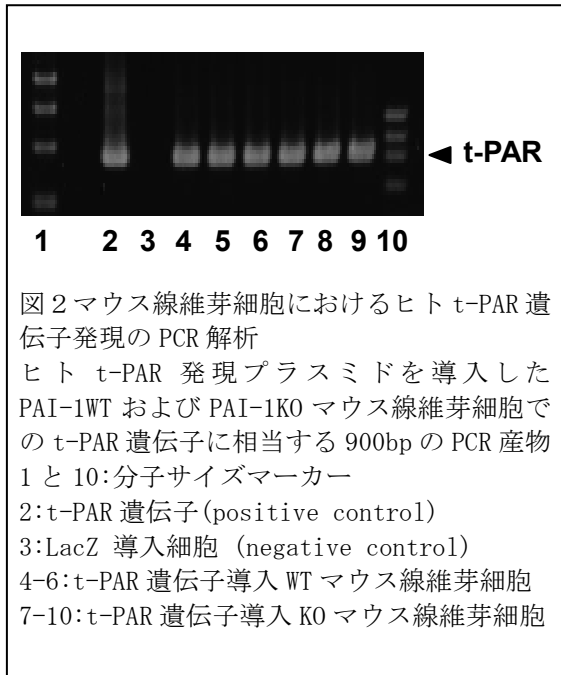 t-PAR
1 2 3 4 5 6 7 8 9 10
図2マウス線維芽細胞におけるヒト t-PAR 遺
伝子発現の PCR 解析
ヒト t-PAR 発現プラスミドを導入した
PAI-1WT および PAI-1KO マウス線維芽細胞で
の t-PAR 遺伝子に相当する 900bp の PCR 産物
1 と 10:分子サイズマーカー
2:t-PAR 遺伝子(positive control)
3:LacZ 導入細胞 (negative control)
4-6:t-PAR 遺伝子導入 WT マウス線維芽細胞
7-10:t-PAR 遺伝子導入 KO マウス線維芽細胞